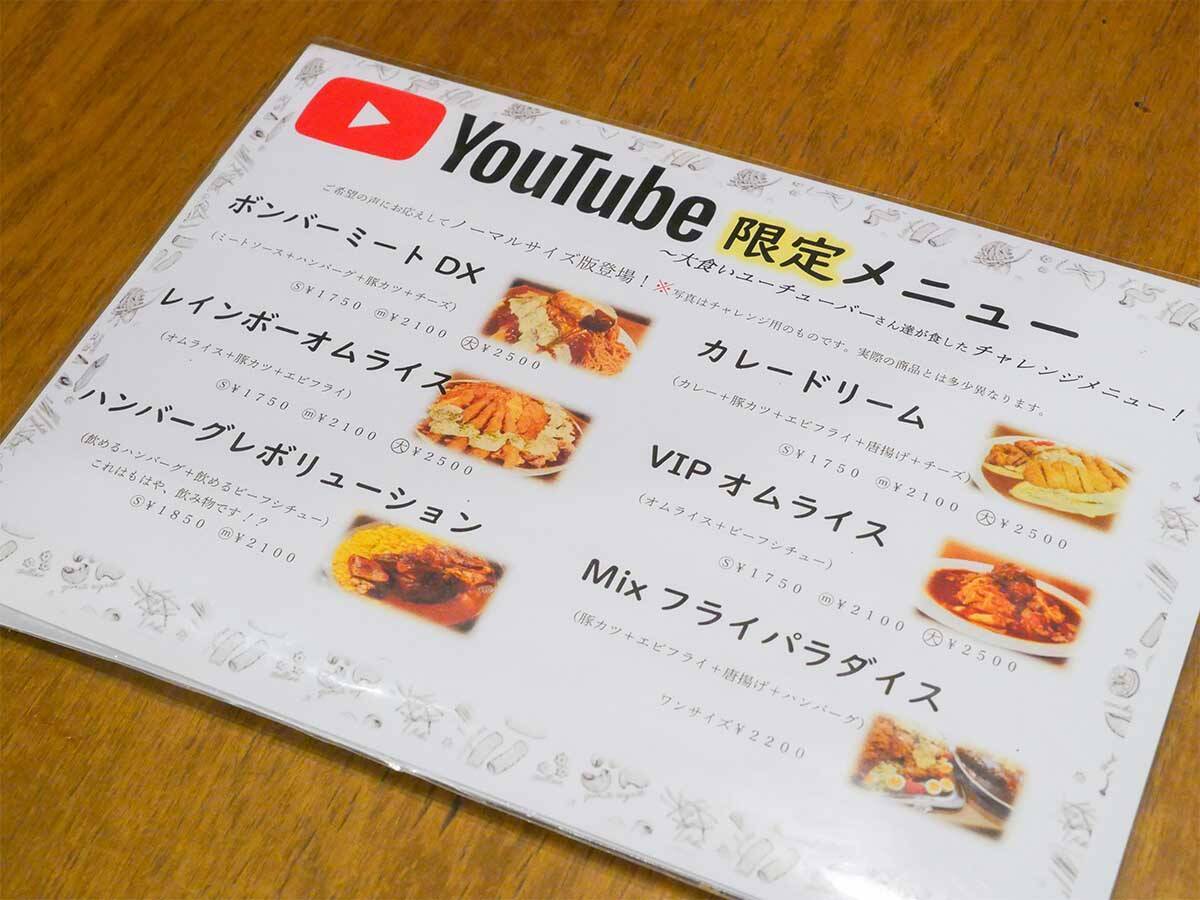 YouTube 限定メニュー
～大食いユーチューバーさん達が食したチャレンジメニュー！
ご希望の声にお応えしてノーマルサイズ版登場！※写真はチャレンジ用のものです。実際の商品とは多少異なります。
ボンバーミートDX
(ミートソース+ハンバーグ+豚カツ+チーズ)
Ⓢ¥1750 ⓜ¥2100 大¥2500
レインボーオムライス
(オムライス+豚カツ+エビフライ)
Ⓢ¥1750 ⓜ¥2100 大¥2500
ハンバーグレボリューション
(飲めるハンバーグ+飲めるビーフシチュー)
これはもはや、飲み物です！？
Ⓢ¥1850 ⓜ¥2100
カレードリーム
(カレー+豚カツ+エビフライ+唐揚げ+チーズ)
Ⓢ¥1750 ⓜ¥2100 大¥2500
VIPオムライス
(オムライス+ビーフシチュー)
Ⓢ¥1750 ⓜ¥2100 大¥2500
Mixフライパラダイス
(豚カツ+エビフライ+唐揚げ+ハンバーグ)
ワンサイズ¥2200